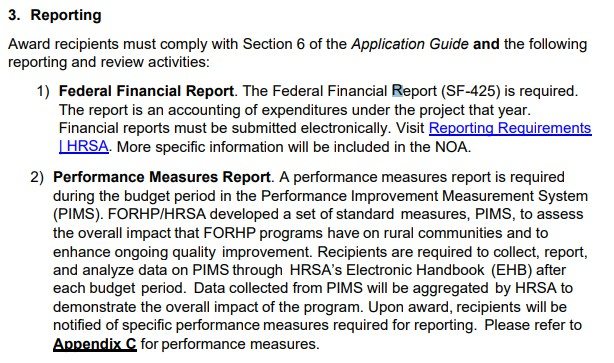 3. Reporting
Award recipients must comply with Section 6 of the Application Guide and the following
reporting and review activities:
1) Federal Financial Report. The Federal Financial Report (SF-425) is required.
The report is an accounting of expenditures under the project that year.
Financial reports must be submitted electronically. Visit Reporting Requirements
| HRSA. More specific information will be included in the NOA.
2) Performance Measures Report. A performance measures report is required
during the budget period in the Performance Improvement Measurement System
(PIMS). FORHP/HRSA developed a set of standard measures, PIMS, to assess
the overall impact that FORHP programs have on rural communities and to
enhance ongoing quality improvement. Recipients are required to collect, report,
and analyze data on PIMS through HRSA's Electronic Handbook (EHB) after
each budget period. Data collected from PIMS will be aggregated by HRSA to
demonstrate the overall impact of the program. Upon award, recipients will be
notified of specific performance measures required for reporting. Please refer to
Appendix C for performance measures.